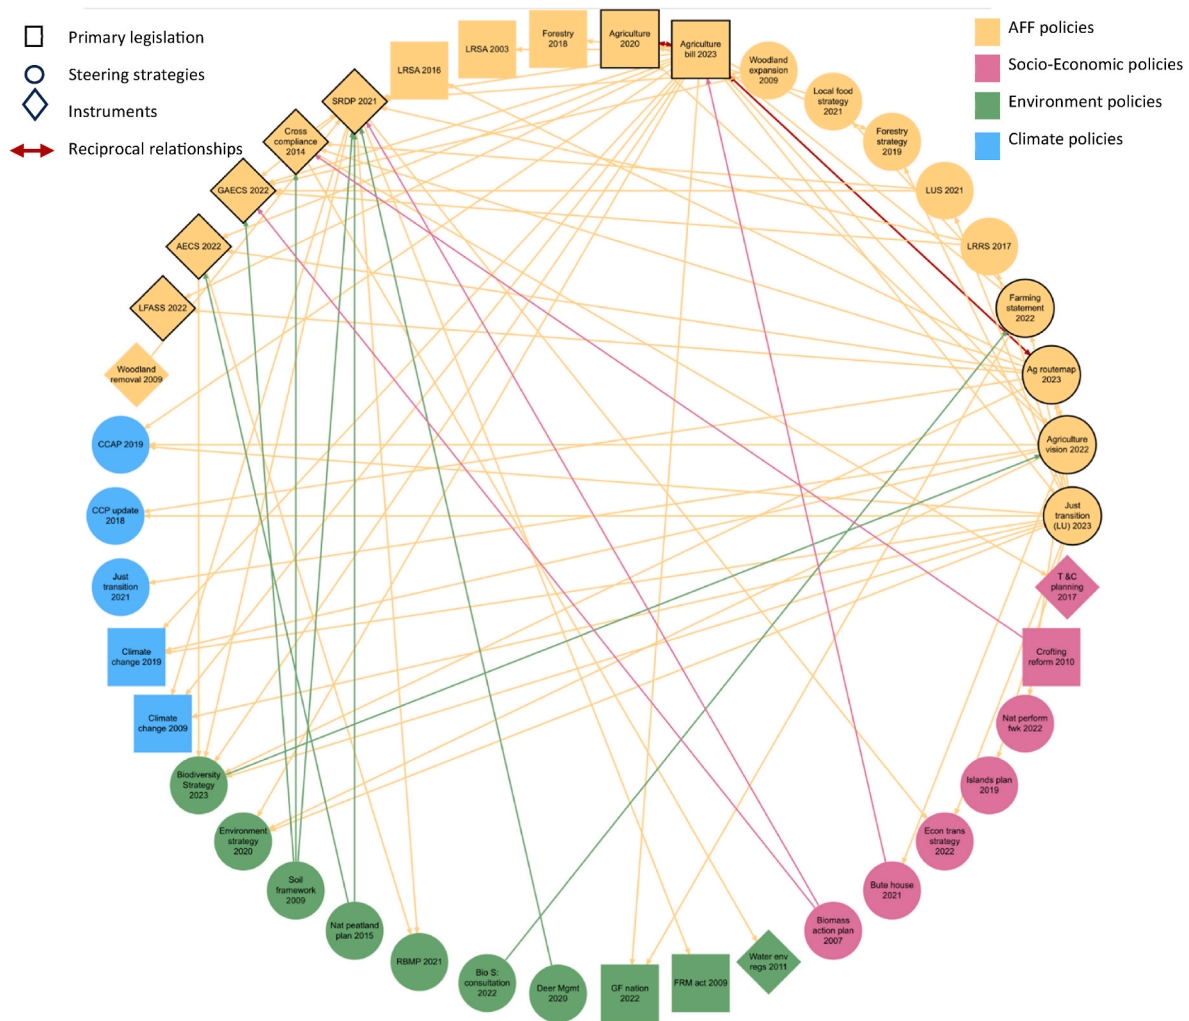 Primary legislation
Steering strategies
Instruments
Reciprocal relationships
AFF policies
Socio-Economic policies
Environment policies
Climate policies
Agriculture
bill 2023
Woodland
expansion
2009
Local food
strategy
2021
Forestry
strategy
2019
LUS 2021
LRRS 2017
Farming
statement
2022
Ag routemap
2023
Agriculture
vision 2022
Just
transition
(LU) 2023
T &C
planning
2017
Crofting
reform 2010
Nat perform
fwk 2022
Islands plan
2019
Econ trans
strategy
2022
Bute house
2021
Biomass
action plan
2007
Water env
regs 2011
FRM act 2009
GF nation
2022
Deer Mgmt
2020
Bio S:
consultation
2022
RBMP 2021
Nat peatland
plan 2015
Soil
framework
2009
Environment
strategy
2020
Biodiversity
Strategy
2023
Climate
change 2009
Climate
change 2019
Just
transition
2021
CCP update
2018
CCAP 2019
Woodland
removal 2009
LFASS 2022
AECS 2022
GAECS 2022
Cross
compliance
2014
SRDP 2021
LRSA 2016
LRSA 2003
Forestry
2018
Agriculture
2020